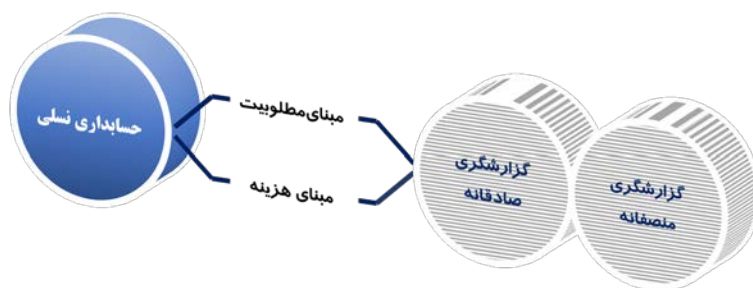 حسابداری نسلی
مبنای مطلوبیت
مبنای هزینه
گزارشگری
صادقانه
گزارشگری
منصفانه